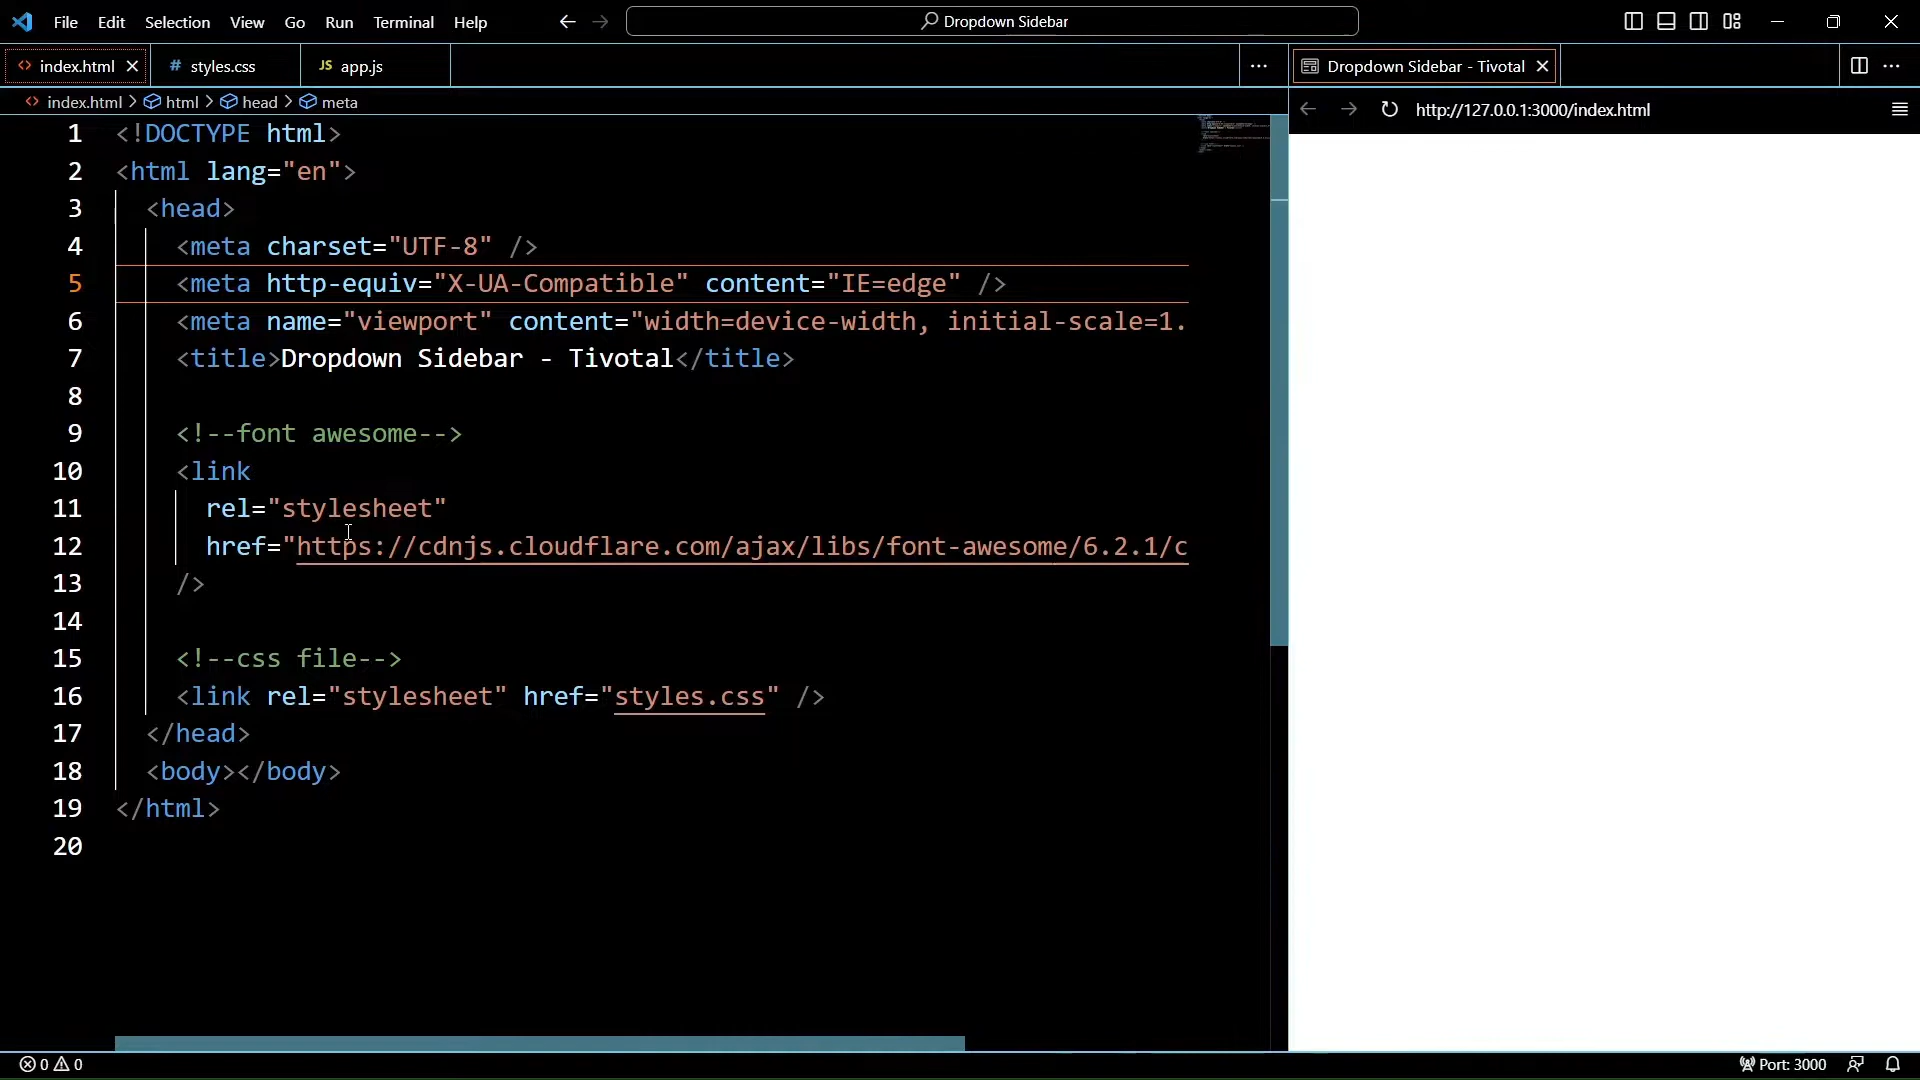 File Edit Selection View Go Run Terminal Help
Dropdown Sidebar
index.html
# styles.css
JS app.js
Dropdown Sidebar - Tivotal
index.html > html > head > meta
http://127.0.0.1:3000/index.html
1 <!DOCTYPE html>
2 <html lang="en">
3 <head>
4 <meta charset="UTF-8" />
5 <meta http-equiv="X-UA-Compatible" content="IE=edge" />
6 <meta name="viewport" content="width=device-width, initial-scale=1.
7 <title>Dropdown Sidebar - Tivotal</title>
8
9 <!--font awesome-->
10 <link
11 rel="stylesheet"
12 href="https://cdnjs.cloudflare.com/ajax/libs/font-awesome/6.2.1/c
13 />
14
15 <!--css file-->
16 <link rel="stylesheet" href="styles.css" />
17 </head>
18 <body></body>
19 </html>
20
0 0
Port: 3000